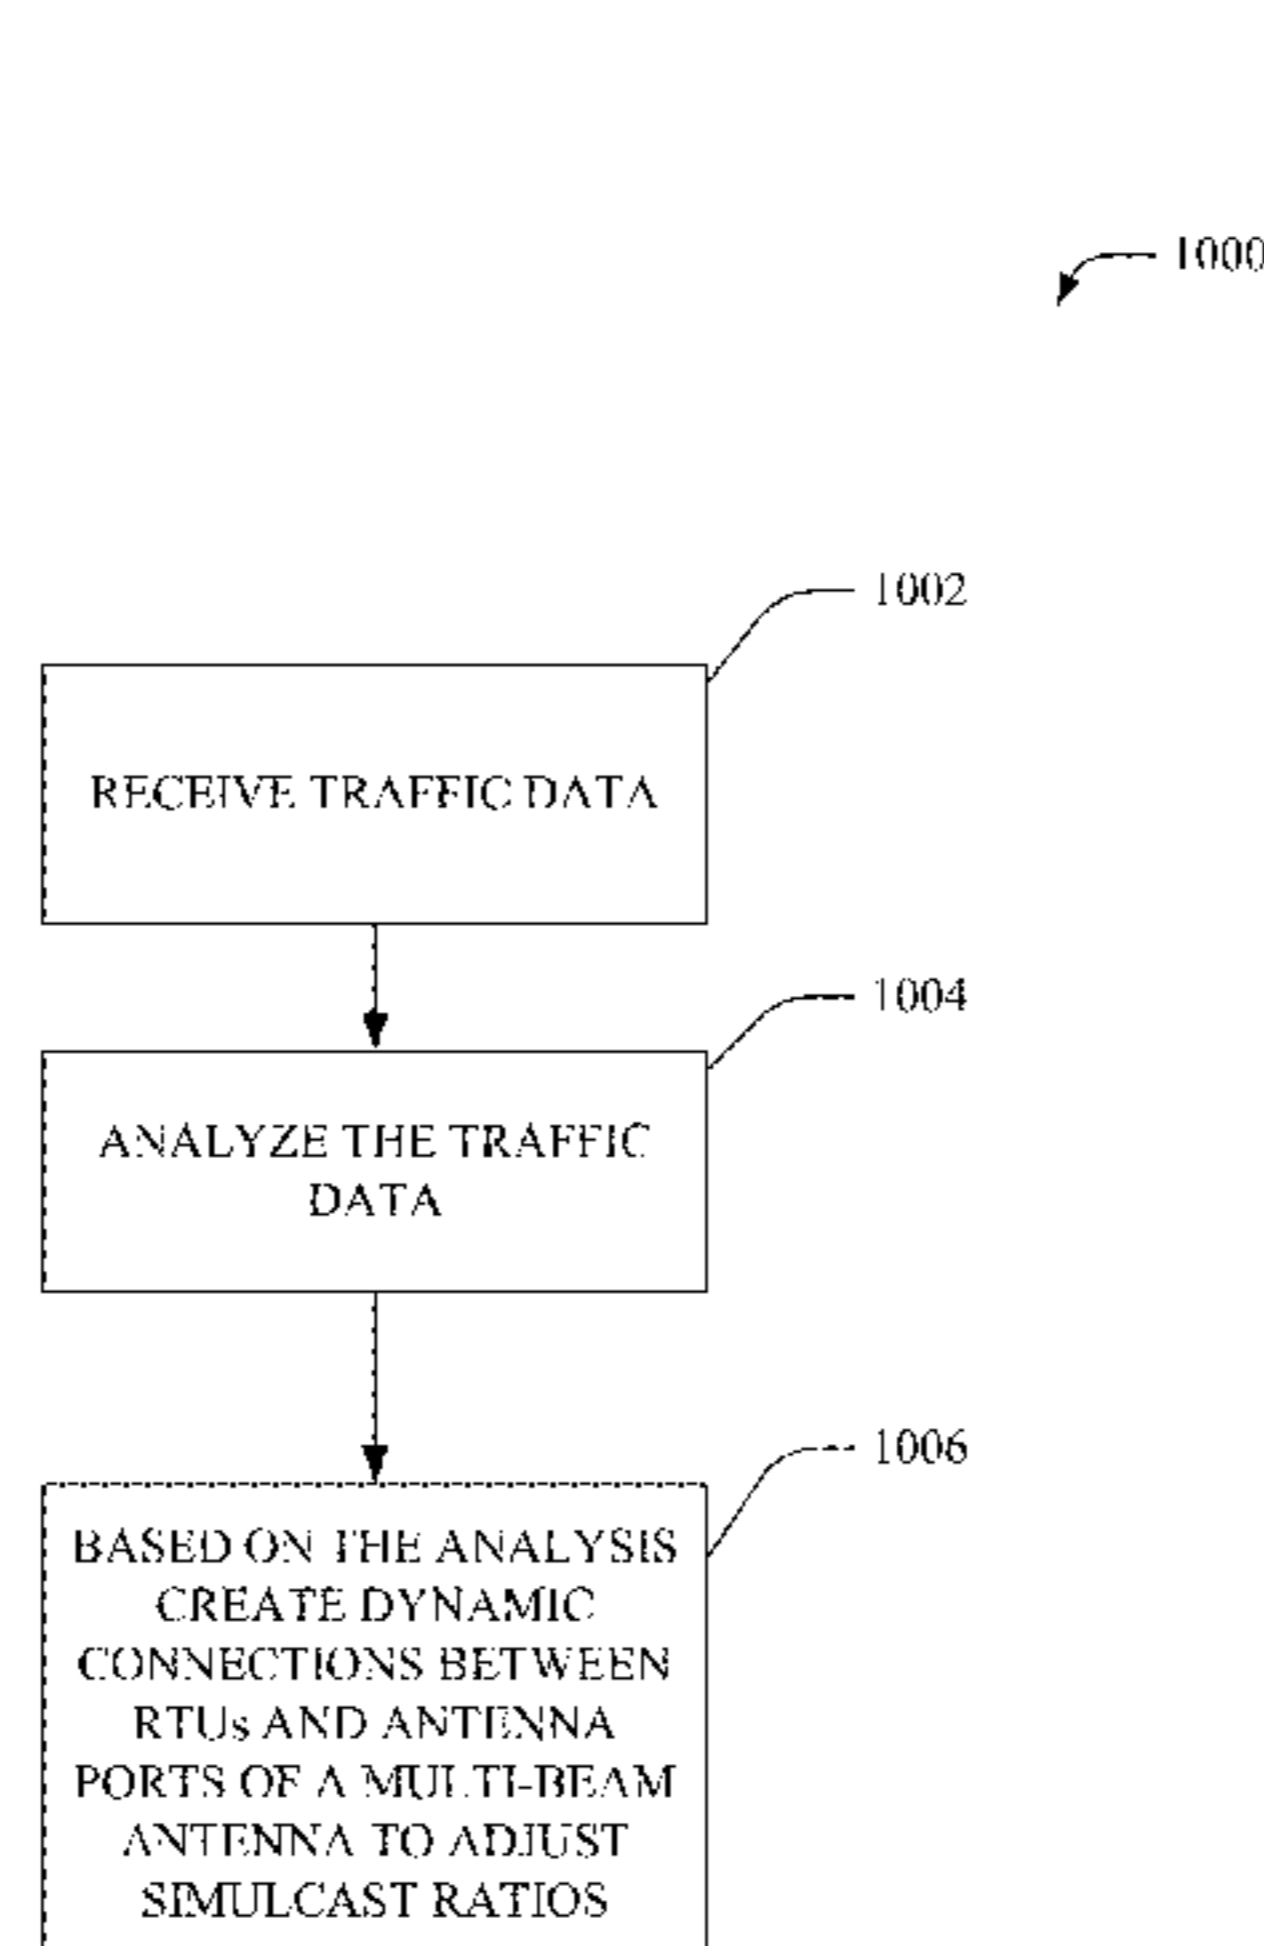 1000
1002
RECEIVE TRAFFIC DATA
1004
ANALYZE THE TRAFFIC
DATA
1006
BASED ON THE ANALYSIS
CREATE DYNAMIC
CONNECTIONS BETWEEN
RTUs AND ANTENNA
PORTS OF A MULTI-BEAM
ANTENNA TO ADJUST
SIMULCAST RATIOS